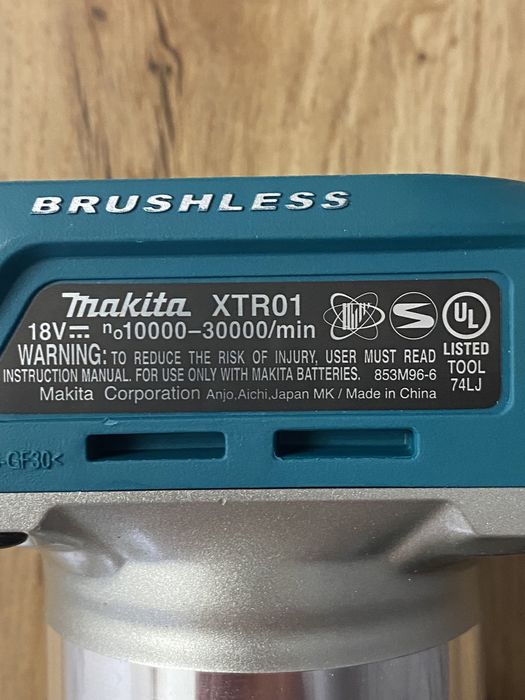 BRUSHLESS
makita XTR01
18V⎓ no10000–30000/min
WARNING: TO REDUCE THE RISK OF INJURY, USER MUST READ
INSTRUCTION MANUAL. FOR USE ONLY WITH MAKITA BATTERIES. 853M96-6
Makita Corporation Anjo,Aichi,Japan MK / Made in China
S
UL
LISTED
TOOL
74LJ
-GF30<